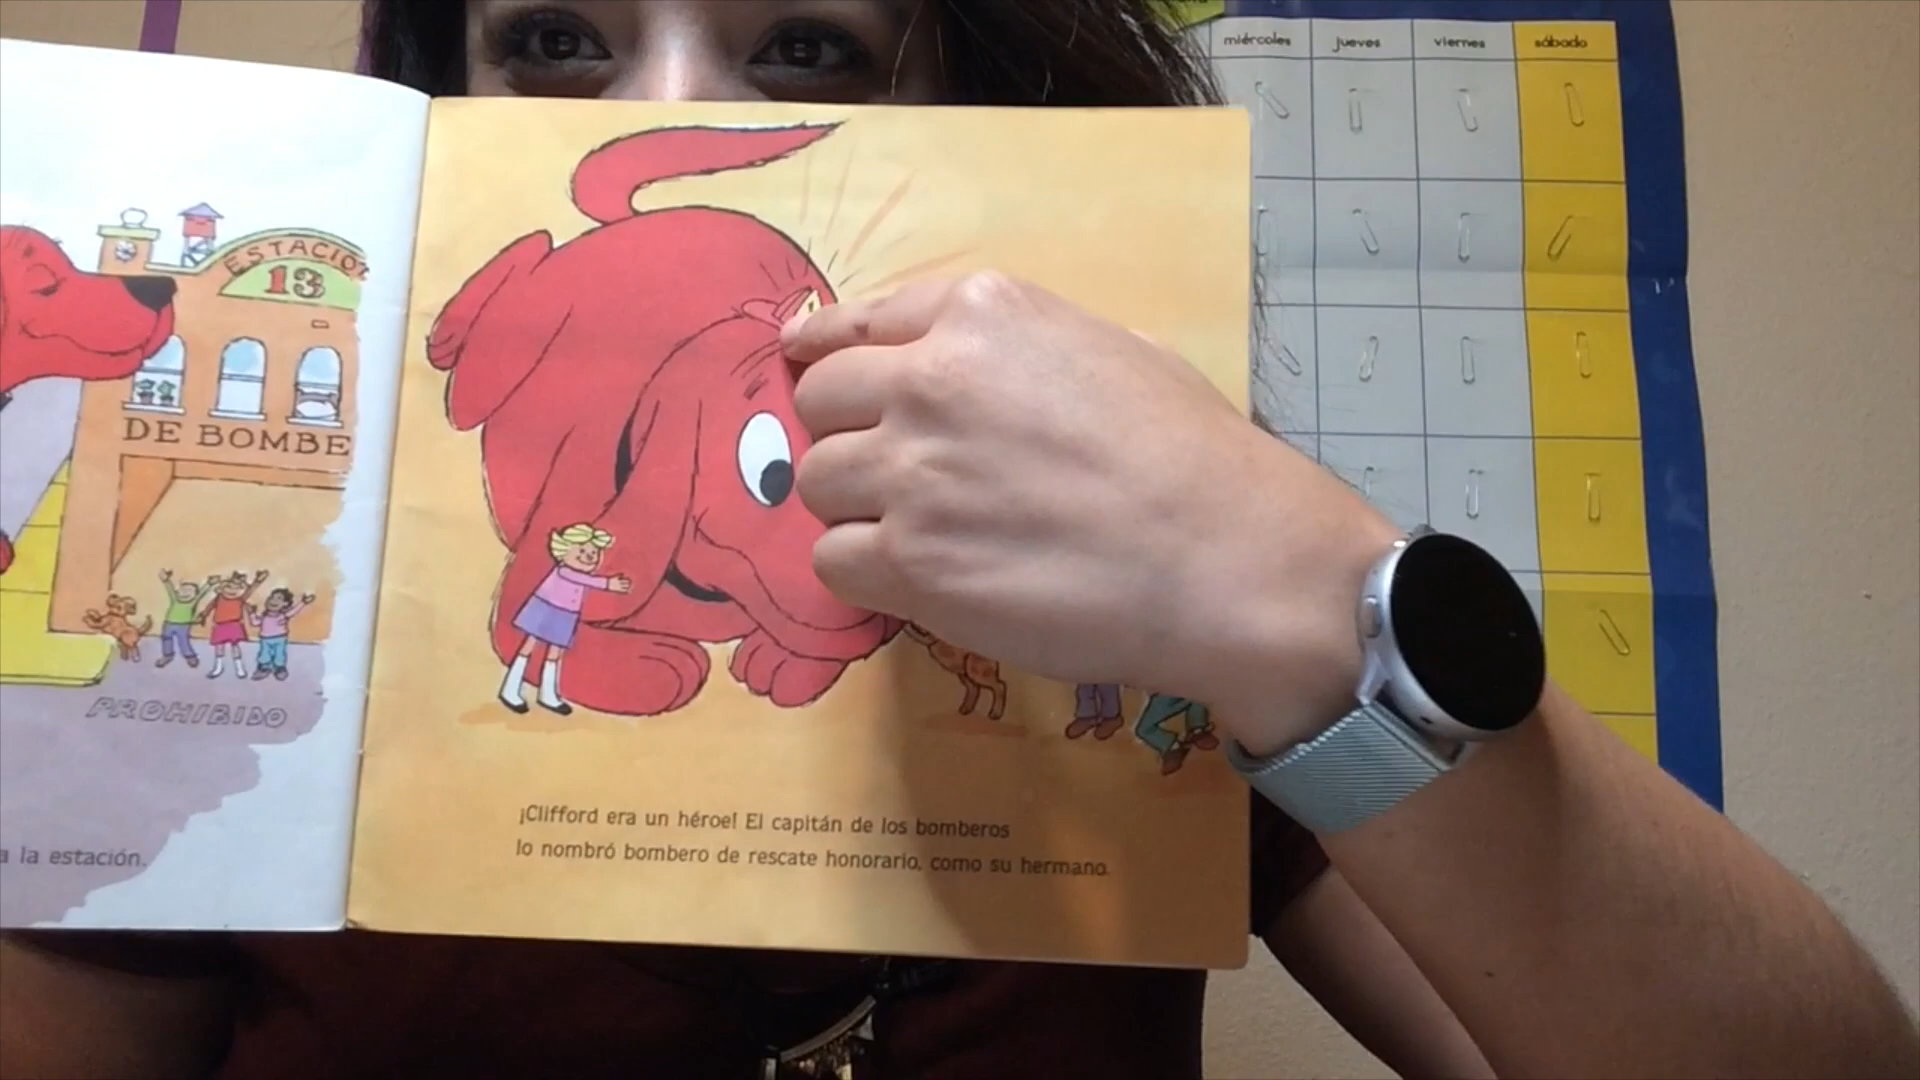 miércoles jueves viernes sábado
ESTACIÓN
13
DE BOMBE
PROHIBIDO
a la estación.
¡Clifford era un héroe! El capitán de los bomberos
lo nombró bombero de rescate honorario, como su hermano.